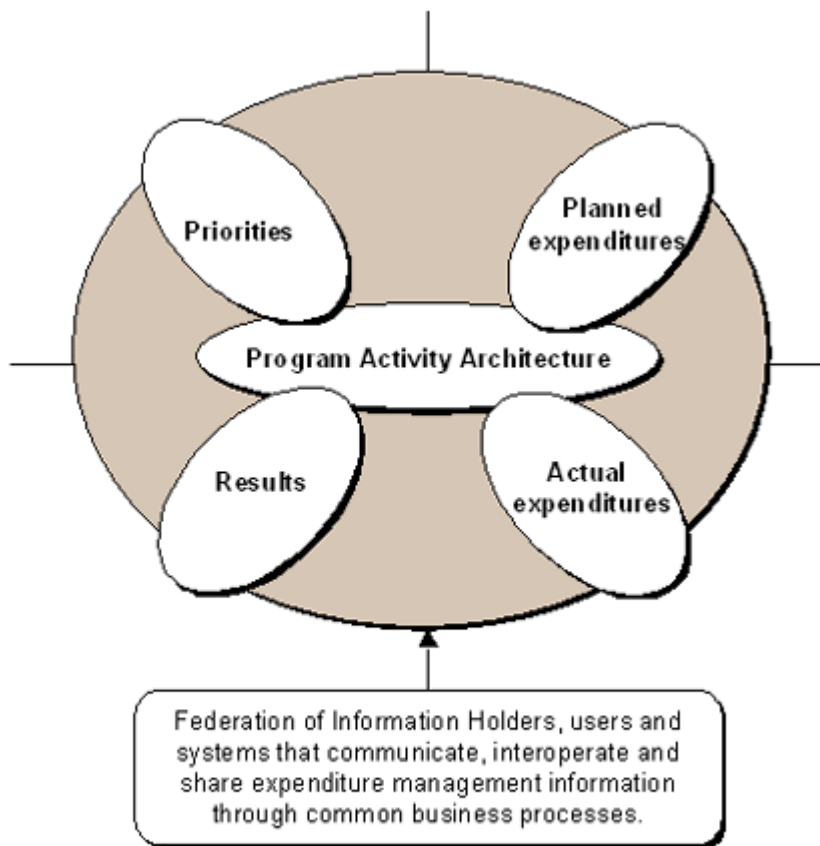 Priorities
Planned
expenditures
Program Activity Architecture
Results
Actual
expenditures
Federation of Information Holders, users and
systems that communicate, interoperate and
share expenditure management information
through common business processes.